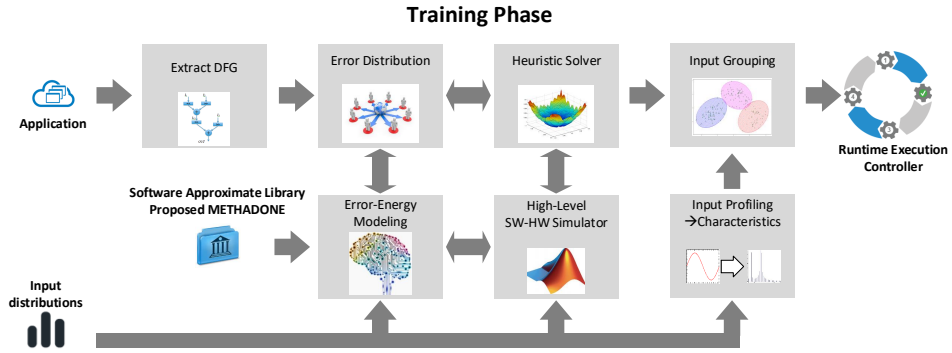 Training Phase
Extract DFG
Error Distribution
Heuristic Solver
Input Grouping
Application
Runtime Execution
Controller
Software Approximate Library
Proposed METHADONE
Error-Energy
Modeling
High-Level
SW-HW Simulator
Input Profiling
→Characteristics
Input
distributions